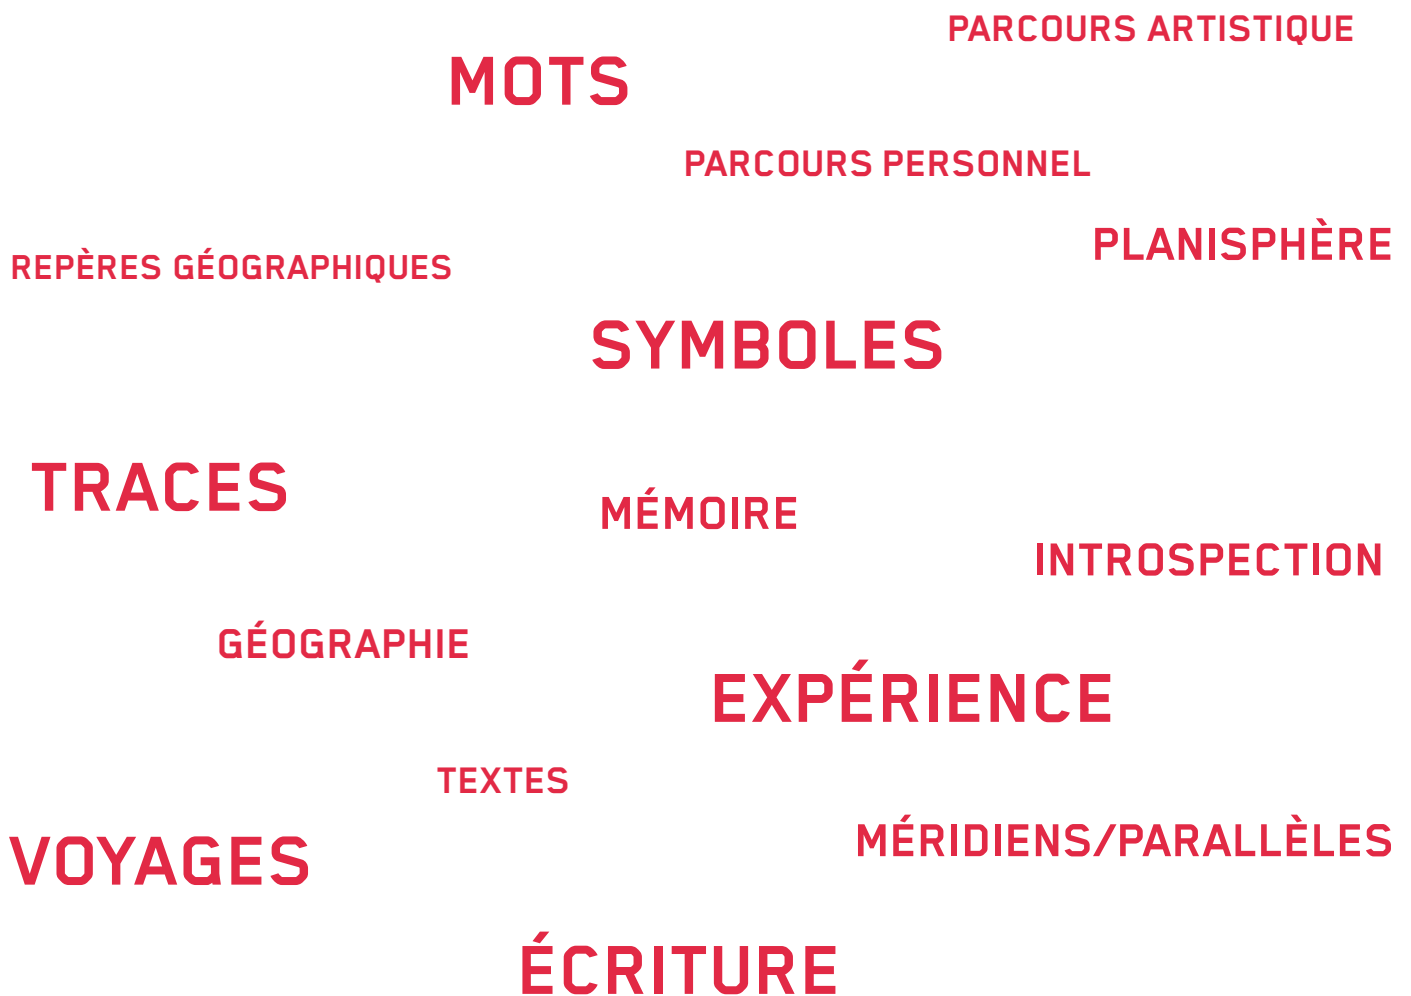 PARCOURS ARTISTIQUE
MOTS
PARCOURS PERSONNEL
PLANISPHÈRE
REPÈRES GÉOGRAPHIQUES
SYMBOLES
TRACES
MÉMOIRE
INTROSPECTION
GÉOGRAPHIE
EXPÉRIENCE
TEXTES
MÉRIDIENS/PARALLÈLES
VOYAGES
ÉCRITURE